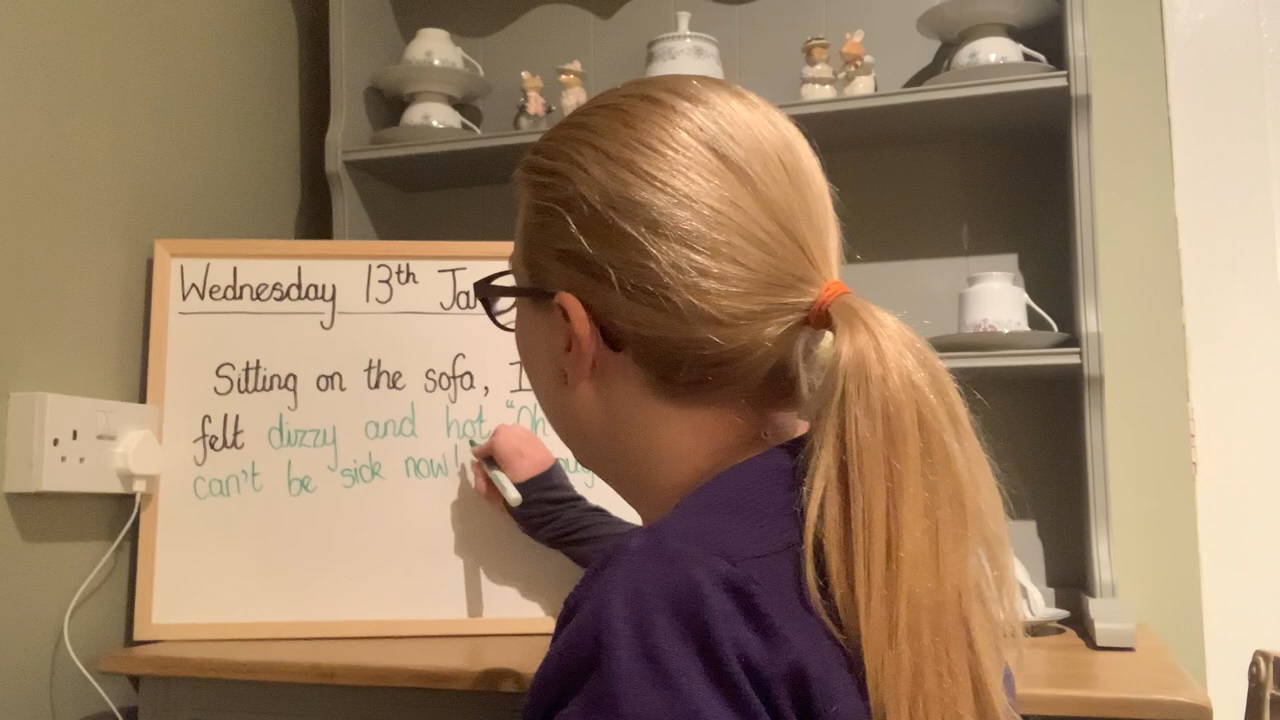 Wednesday 13th Ja
Sitting on the sofa, I
felt dizzy and hot. "Oh
can't be sick now!